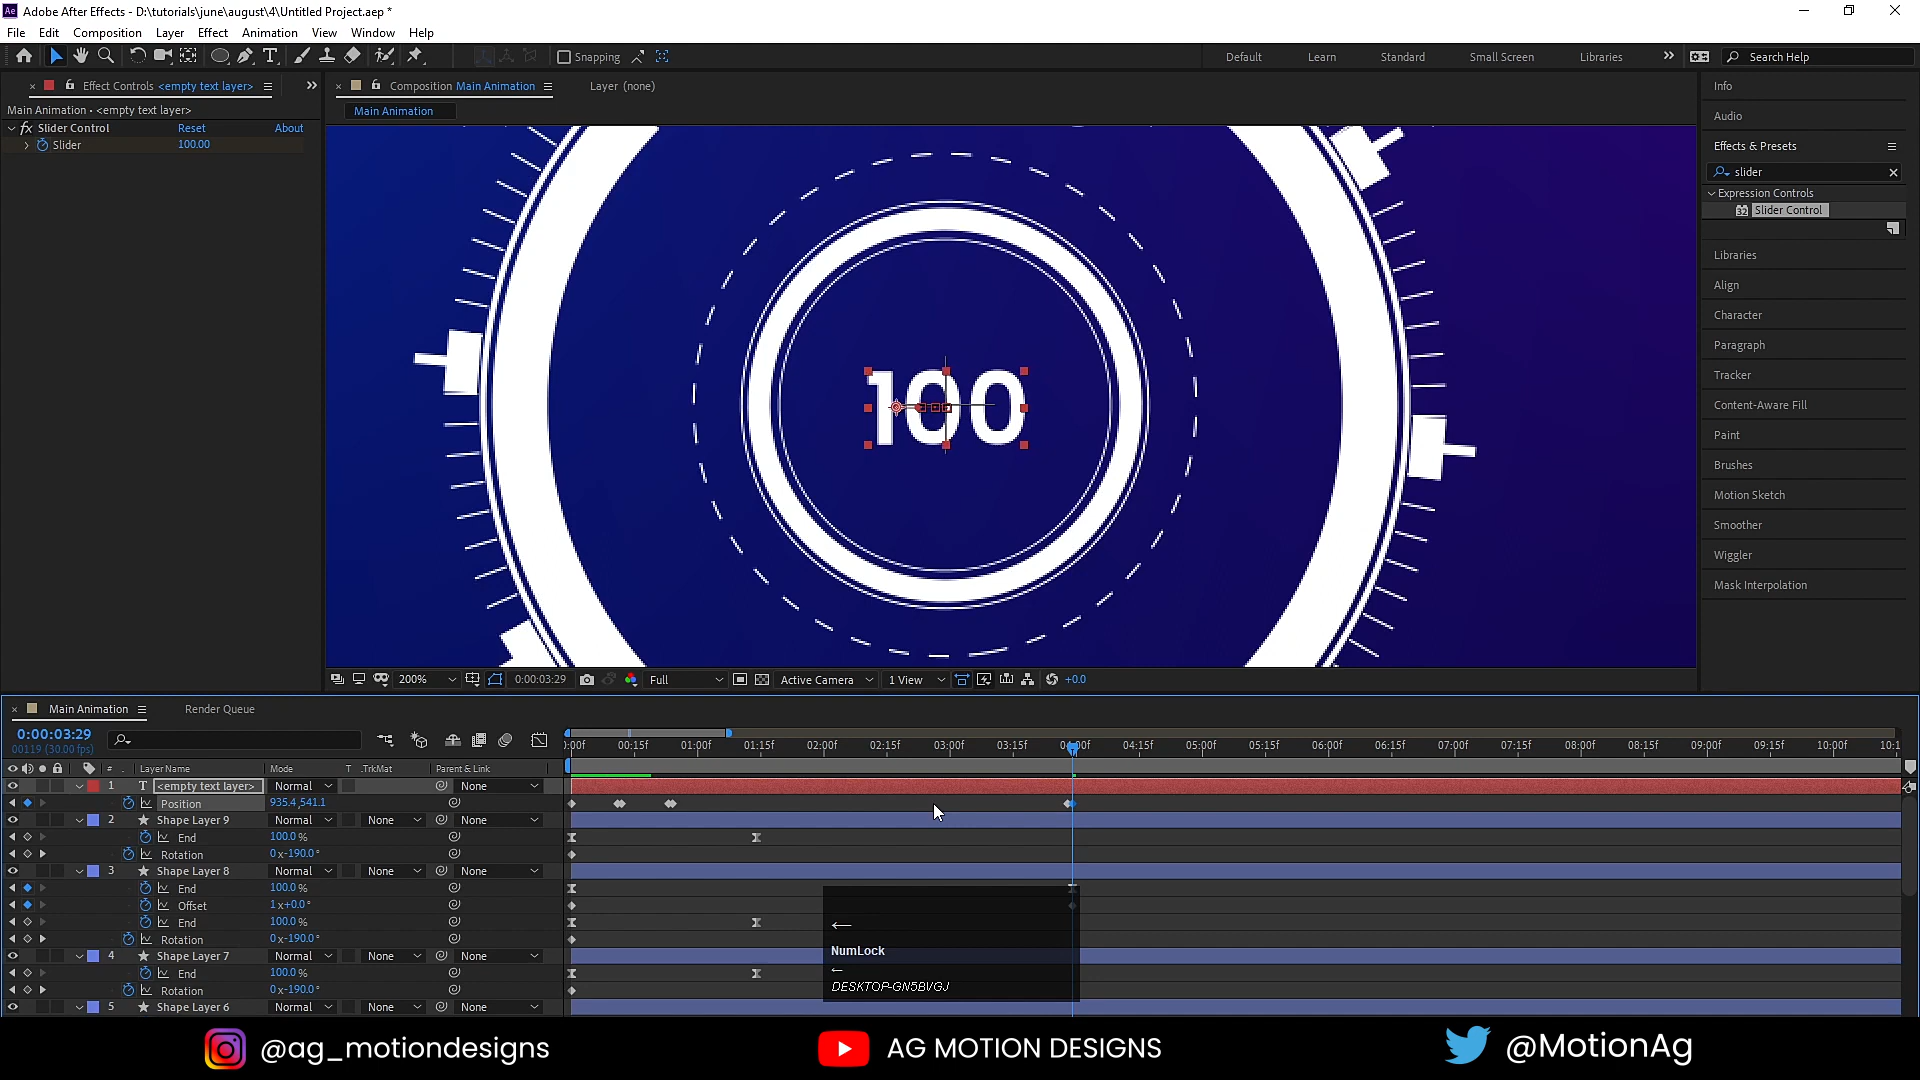 Adobe After Effects - D:\tutorials\june\august\4\Untitled Project.aep *
File Edit Composition Layer Effect Animation View Window Help
Snapping Default Learn Standard Small Screen Libraries Search Help
Effect Controls <empty text layer>
Main Animation • <empty text layer>
fx Slider Control Reset About
Slider 100.00
Composition Main Animation Layer (none)
Main Animation
100
200% 0:00:03:29 Full Active Camera 1 View +0.0
Info
Audio
Effects & Presets
slider
Expression Controls
32 Slider Control
Libraries
Align
Character
Paragraph
Tracker
Content-Aware Fill
Paint
Brushes
Motion Sketch
Smoother
Wiggler
Mask Interpolation
Main Animation Render Queue
0:00:03:29
00119 (30.00 fps)
:00f 00:15f 01:00f 01:15f 02:00f 02:15f 03:00f 03:15f 04:00f 04:15f 05:00f 05:15f 06:00f 06:15f 07:00f 07:15f 08:00f 08:15f 09:00f 09:15f 10:00f 10:1
# Layer Name Mode T .TrkMat Parent & Link
1 T <empty text layer> Normal None
Position 935.4,541.1
2 Shape Layer 9 Normal None None
End 100.0 %
Rotation 0x-190.0°
3 Shape Layer 8 Normal None None
End 100.0 %
Offset 1x+0.0°
End 100.0 %
Rotation 0x-190.0°
4 Shape Layer 7 Normal None None
End 100.0 %
Rotation 0x-190.0°
5 Shape Layer 6 Normal None None
←
NumLock
←
DESKTOP-GN5BVGJ
@ag_motiondesigns AG MOTION DESIGNS @MotionAg